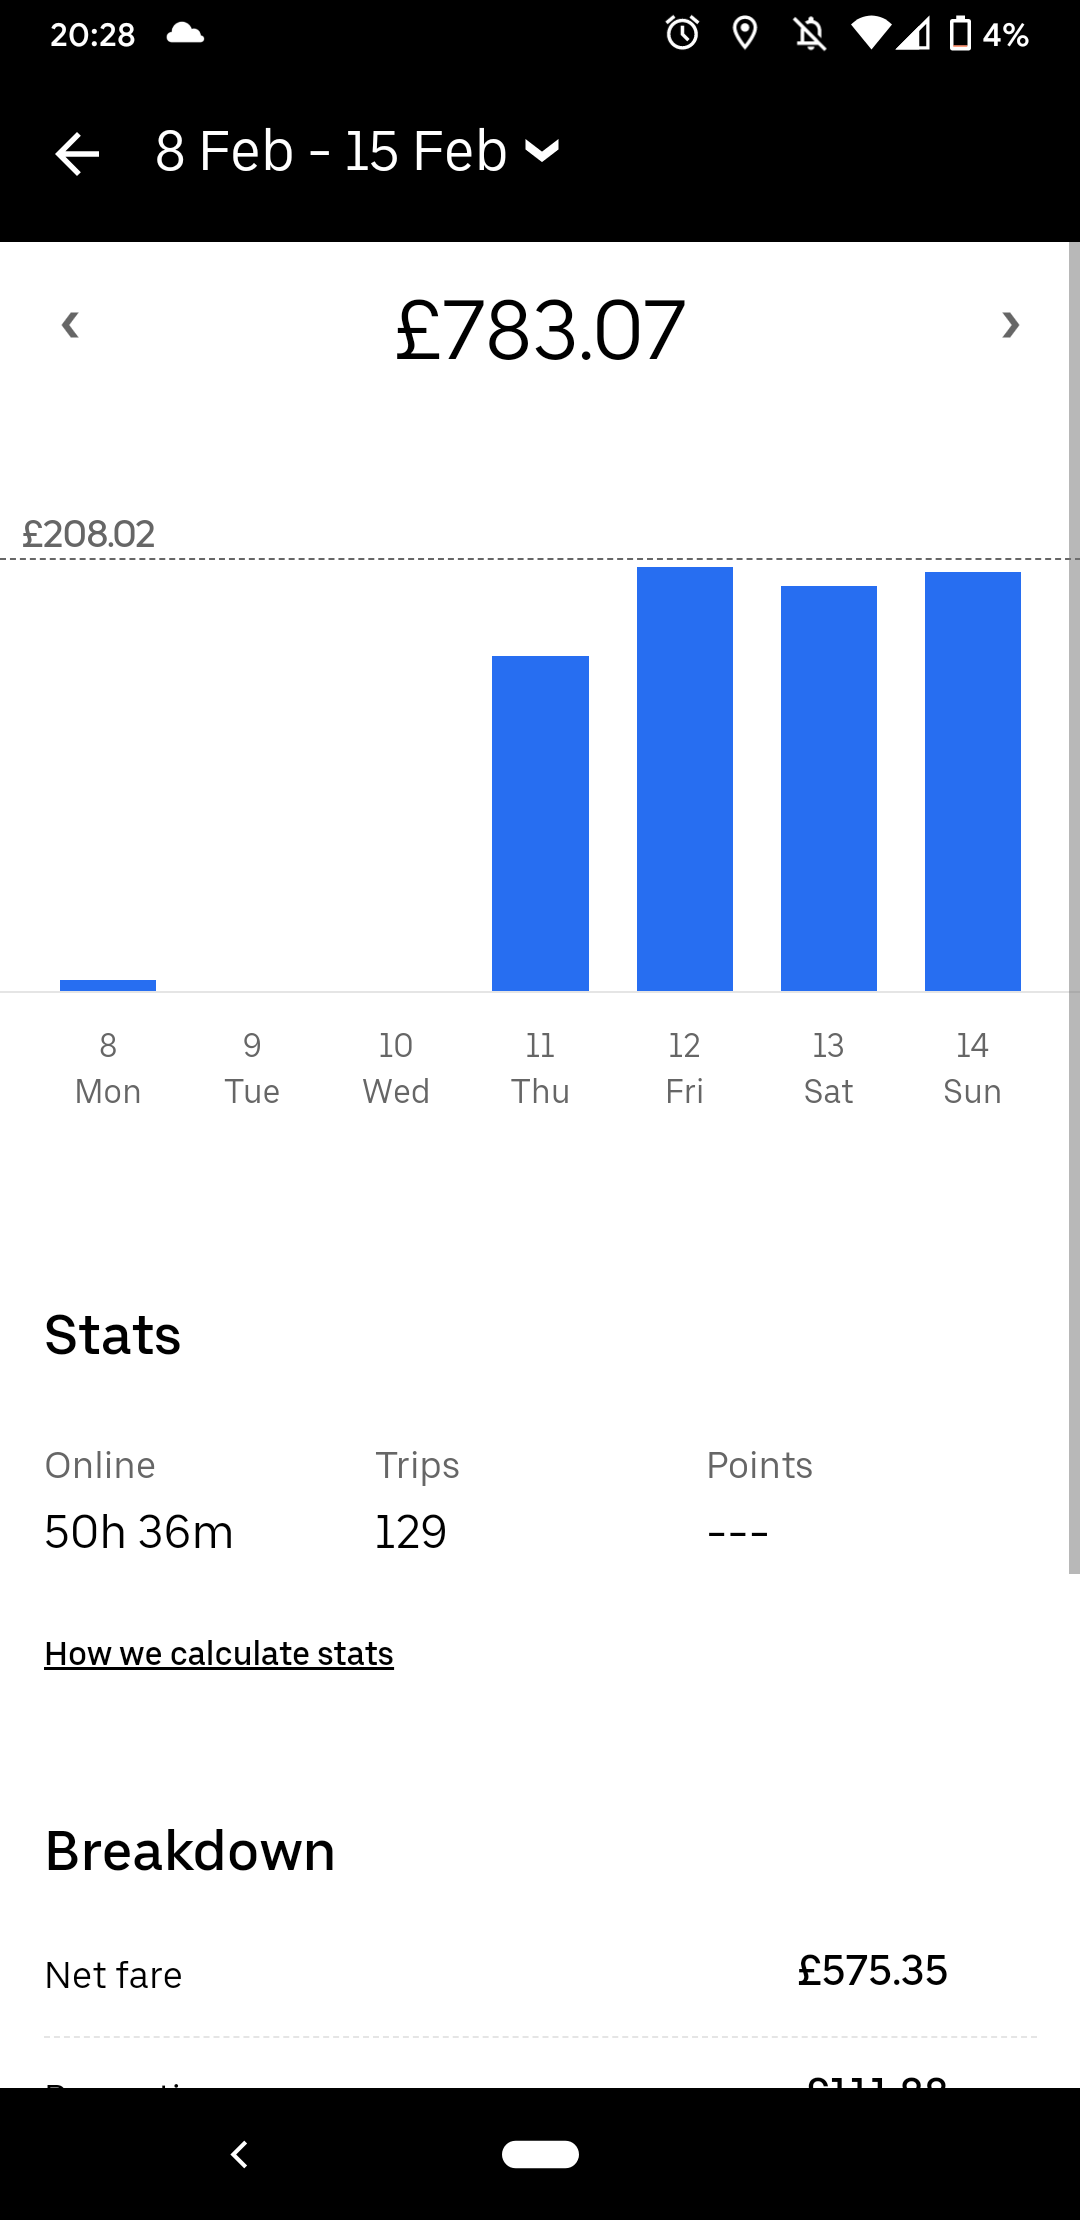 20:28 4%
8 Feb - 15 Feb
£783.07
£208.02
8 9 10 11 12 13 14
Mon Tue Wed Thu Fri Sat Sun
Stats
Online Trips Points
50h 36m 129 ---
How we calculate stats
Breakdown
Net fare £575.35